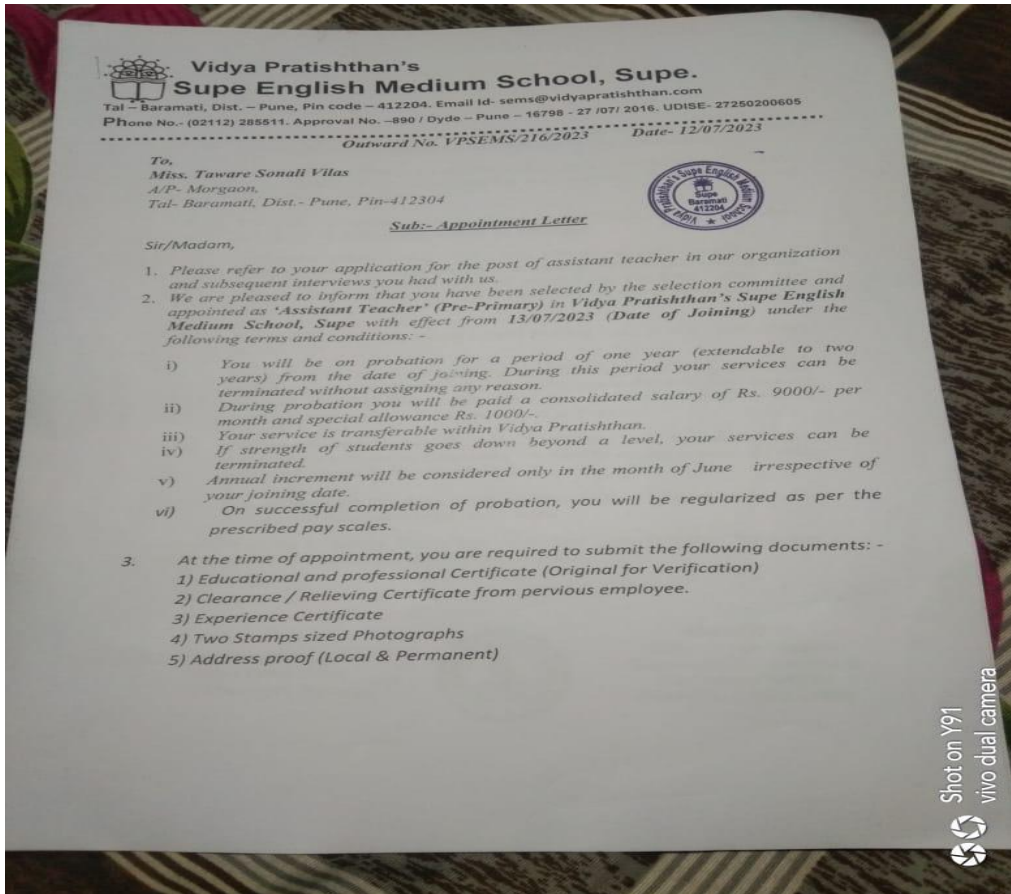 Vidya Pratishthan's
Supe English Medium School, Supe.
Tal – Baramati, Dist. – Pune, Pin code – 412204. Email Id- sems@vidyapratishthan.com
Phone No.- (02112) 285511. Approval No. –890 / Dyde – Pune – 16798 - 27 /07/ 2016. UDISE- 27250200605
Outward No. VPSEMS/216/2023 Date- 12/07/2023
To,
Miss. Taware Sonali Vilas
A/P- Morgaon,
Tal- Baramati, Dist.- Pune, Pin-412304
Vidya Pratishthan's Supe English Medium School
Supe
Baramati
412204
Sub:- Appointment Letter
Sir/Madam,
1. Please refer to your application for the post of assistant teacher in our organization
and subsequent interviews you had with us.
2. We are pleased to inform that you have been selected by the selection committee and
appointed as 'Assistant Teacher' (Pre-Primary) in Vidya Pratishthan's Supe English
Medium School, Supe with effect from 13/07/2023 (Date of Joining) under the
following terms and conditions: -
i) You will be on probation for a period of one year (extendable to two
years) from the date of joining. During this period your services can be
terminated without assigning any reason.
ii) During probation you will be paid a consolidated salary of Rs. 9000/- per
month and special allowance Rs. 1000/-.
iii) Your service is transferable within Vidya Pratishthan.
iv) If strength of students goes down beyond a level, your services can be
terminated.
v) Annual increment will be considered only in the month of June irrespective of
your joining date.
vi) On successful completion of probation, you will be regularized as per the
prescribed pay scales.
3. At the time of appointment, you are required to submit the following documents: -
1) Educational and professional Certificate (Original for Verification)
2) Clearance / Relieving Certificate from pervious employee.
3) Experience Certificate
4) Two Stamps sized Photographs
5) Address proof (Local & Permanent)
Shot on Y91
vivo dual camera